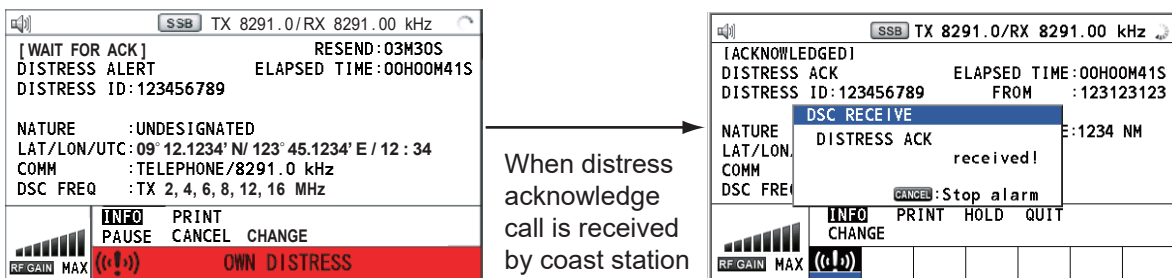 SSB TX 8291.0/RX 8291.00 kHz
[WAIT FOR ACK] RESEND:03M30S
DISTRESS ALERT ELAPSED TIME:00H00M41S
DISTRESS ID:123456789
NATURE :UNDESIGNATED
LAT/LON/UTC:09°12.1234' N/ 123°45.1234' E / 12 : 34
COMM :TELEPHONE/8291.0 kHz
DSC FREQ :TX 2, 4, 6, 8, 12, 16 MHz
INFO PRINT
PAUSE CANCEL CHANGE
RF GAIN MAX OWN DISTRESS
When distress
acknowledge
call is received
by coast station
SSB TX 8291.0/RX 8291.00 kHz
[ACKNOWLEDGED]
DISTRESS ACK ELAPSED TIME:00H00M41S
DISTRESS ID:123456789 FROM :123123123
DSC RECEIVE
NATURE E:1234 NM
DISTRESS ACK
LAT/LON
received!
COMM
DSC FRE
CANCEL:Stop alarm
INFO PRINT HOLD QUIT
CHANGE
RF GAIN MAX